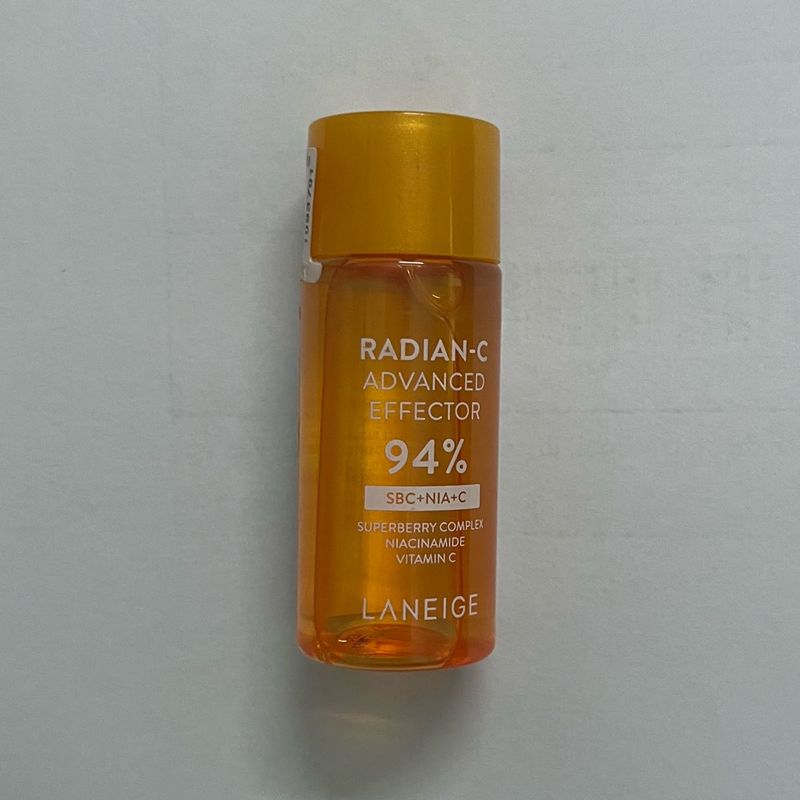 RADIAN-C
ADVANCED
EFFECTOR
94%
SBC+NIA+C
SUPERBERRY COMPLEX
NIACINAMIDE
VITAMIN C
LANEIGE